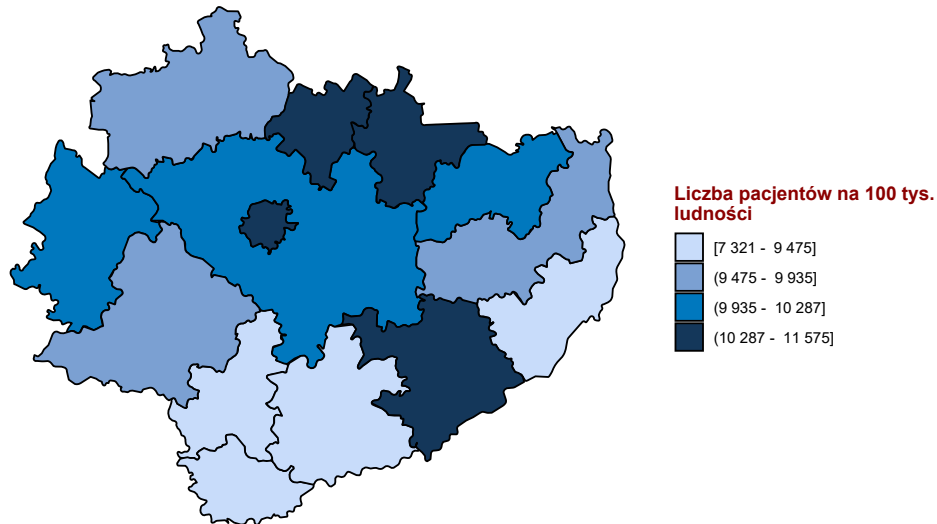 Liczba pacjentów na 100 tys.
ludności
[7 321 - 9 475]
(9 475 - 9 935]
(9 935 - 10 287]
(10 287 - 11 575]